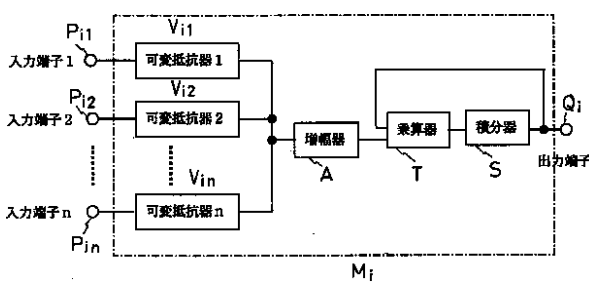 Pi1
Vi1
入力端子1
可変抵抗器1
Pi2
Vi2
入力端子2
可変抵抗器2
増幅器
乗算器
積分器
Qi
A
T
S
出力端子
Vin
入力端子n
可変抵抗器n
Pin
Mi